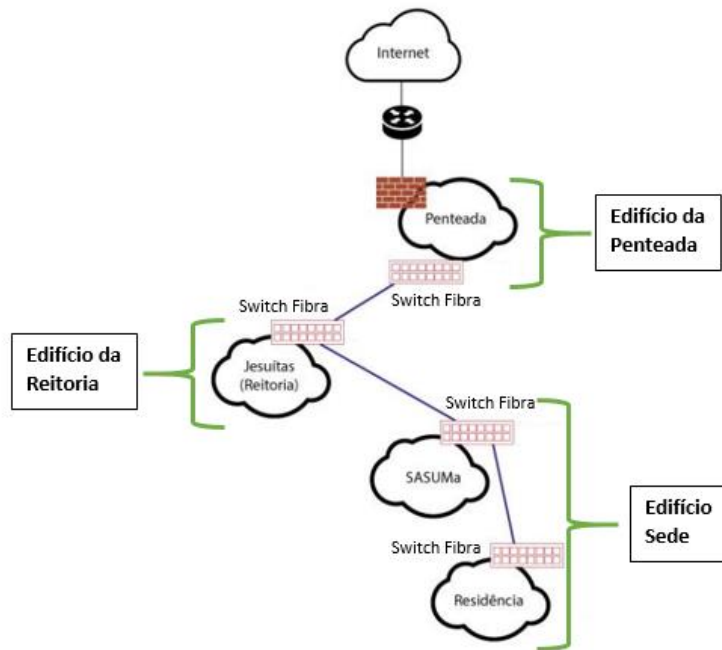 Internet
Penteada
Edifício da
Penteada
Switch Fibra
Switch Fibra
Edifício da
Reitoria
Jesuítas
(Reitoria)
Switch Fibra
SASUMa
Edifício
Sede
Switch Fibra
Residência